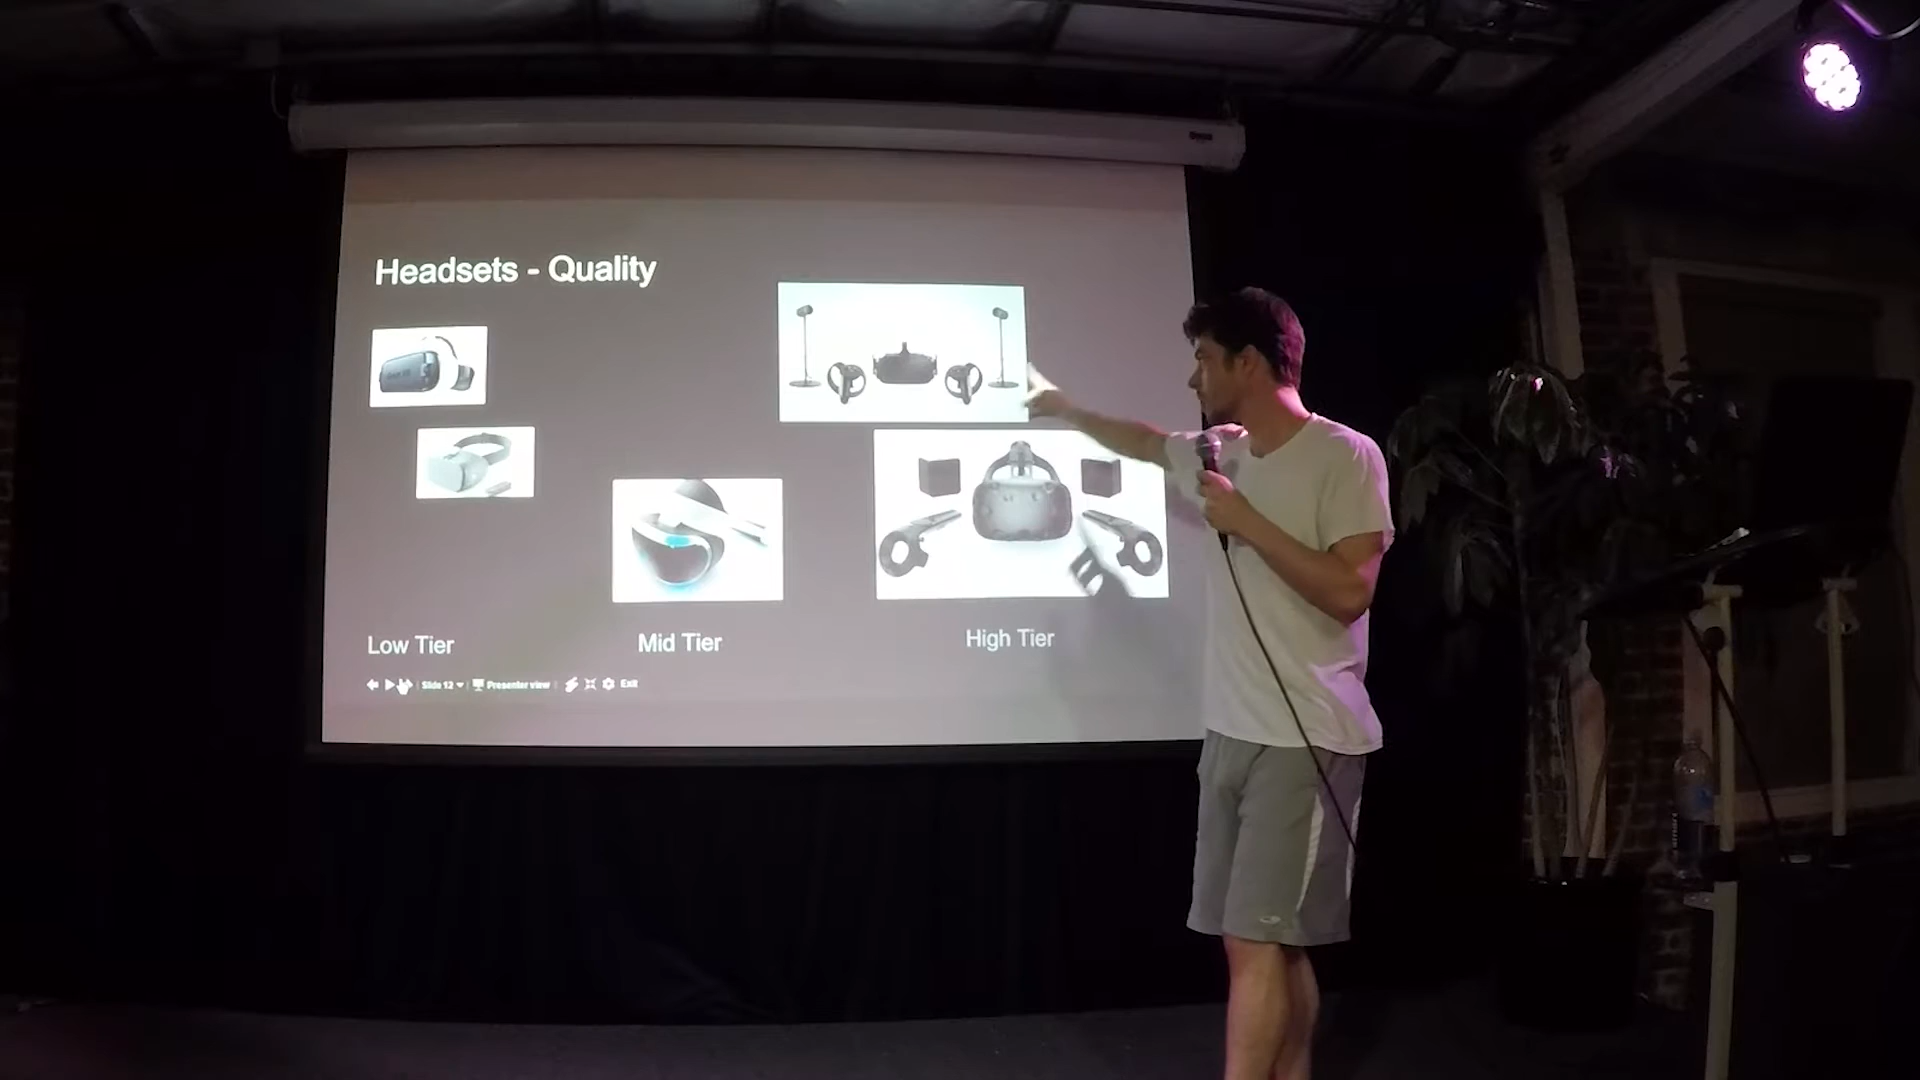 Headsets - Quality
Low Tier
Mid Tier
High Tier
Slide 12
Presenter view
Exit